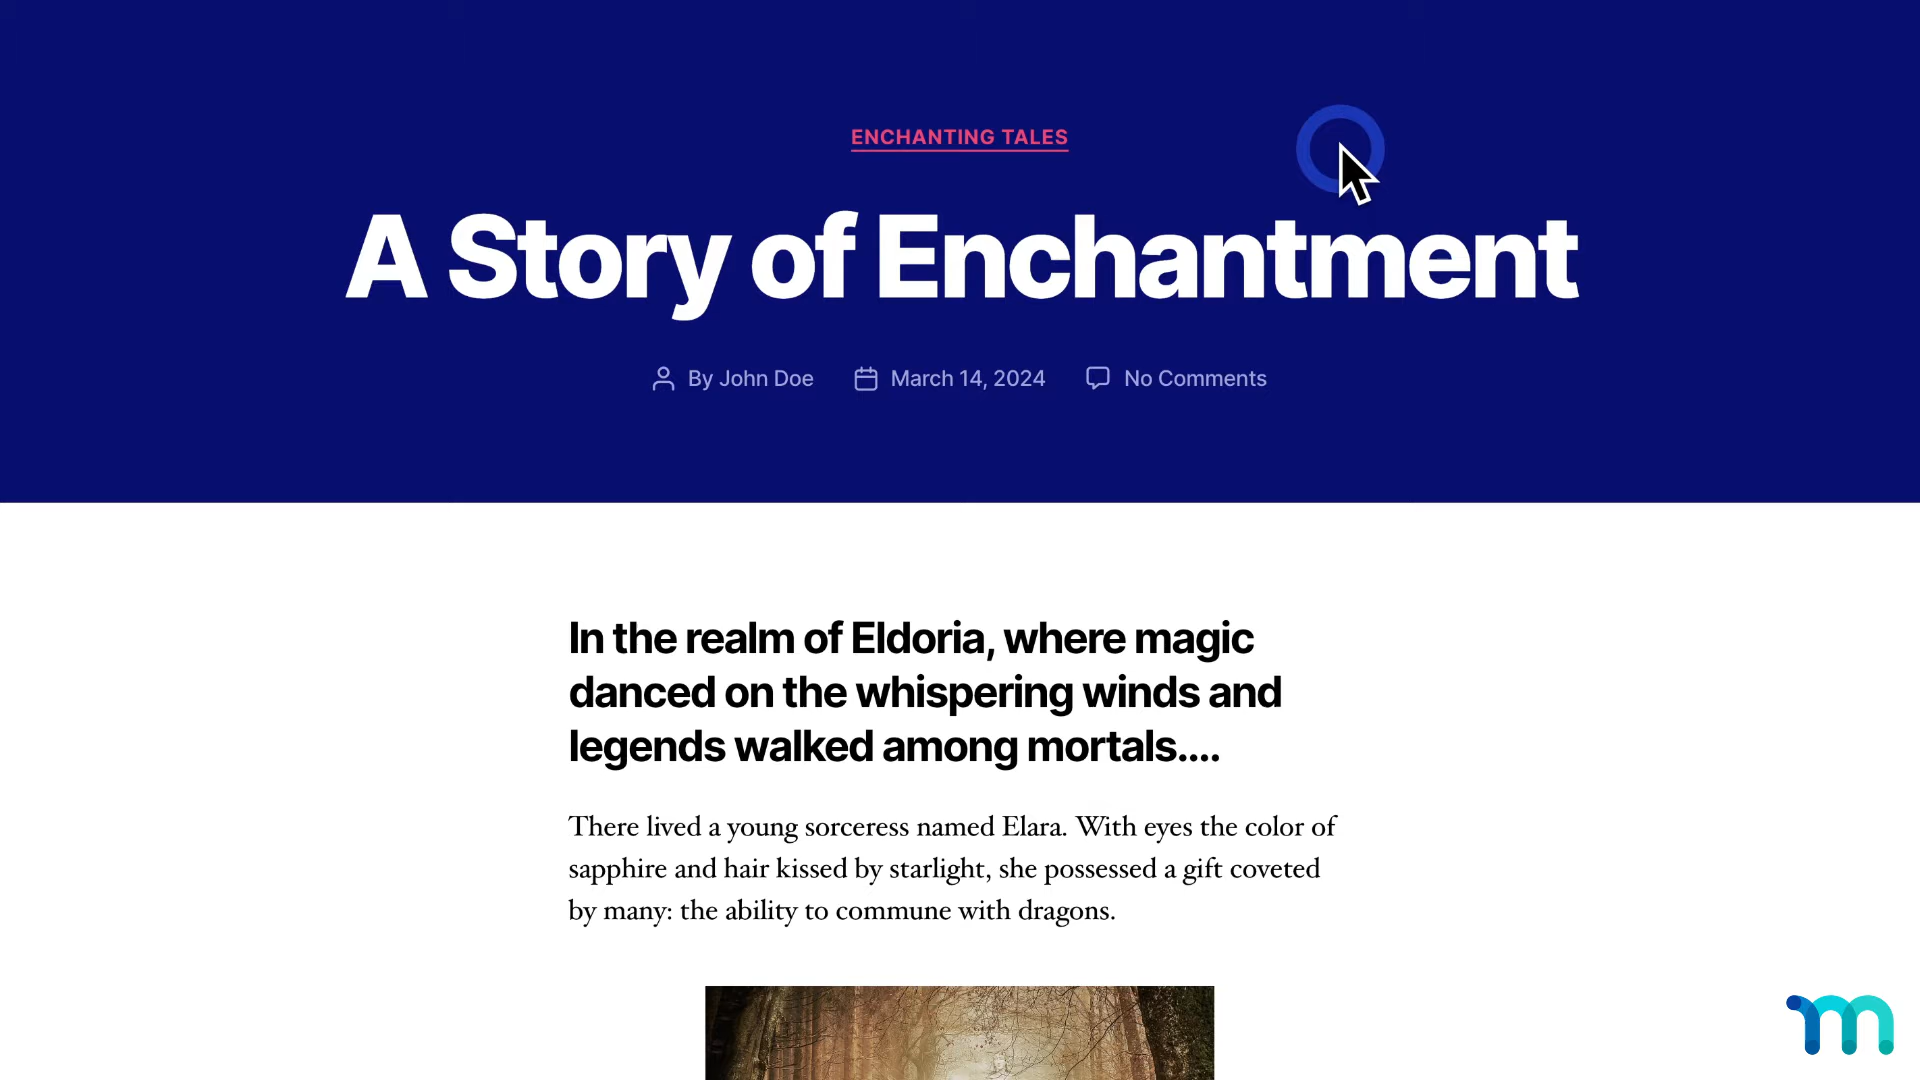 ENCHANTING TALES
A Story of Enchantment
By John Doe March 14, 2024 No Comments
In the realm of Eldoria, where magic
danced on the whispering winds and
legends walked among mortals....
There lived a young sorceress named Elara. With eyes the color of
sapphire and hair kissed by starlight, she possessed a gift coveted
by many: the ability to commune with dragons.
m